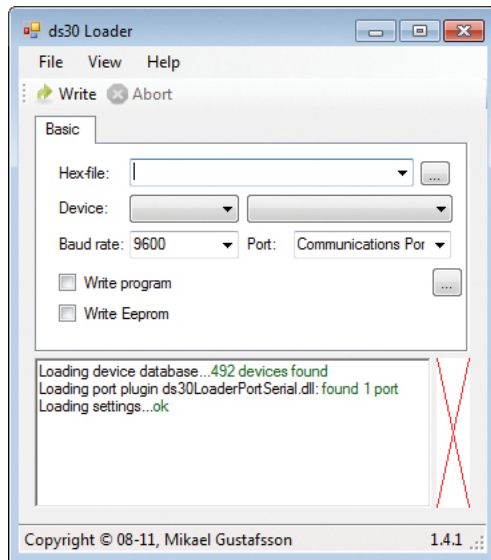 ds30 Loader
File View Help
Write Abort
Basic
Hex-file: ...
Device:
Baud rate: 9600 Port: Communications Por
Write program ...
Write Eeprom
Loading device database...492 devices found
Loading port plugin ds30LoaderPortSerial.dll: found 1 port
Loading settings...ok
Copyright © 08-11, Mikael Gustafsson 1.4.1